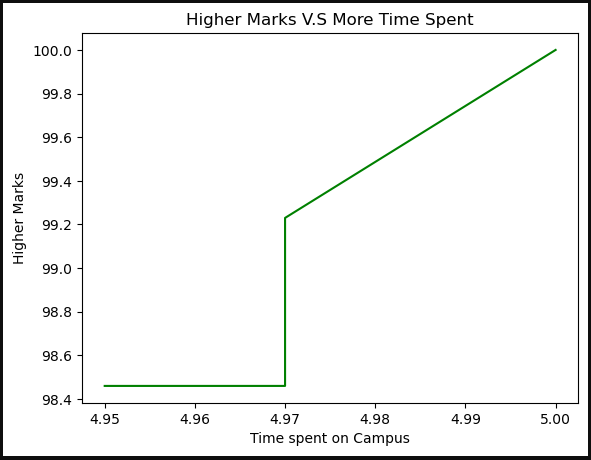 Higher Marks V.S More Time Spent
100.0
99.8
99.6
99.4
99.2
99.0
98.8
98.6
98.4
Higher Marks
4.95 4.96 4.97 4.98 4.99 5.00
Time spent on Campus